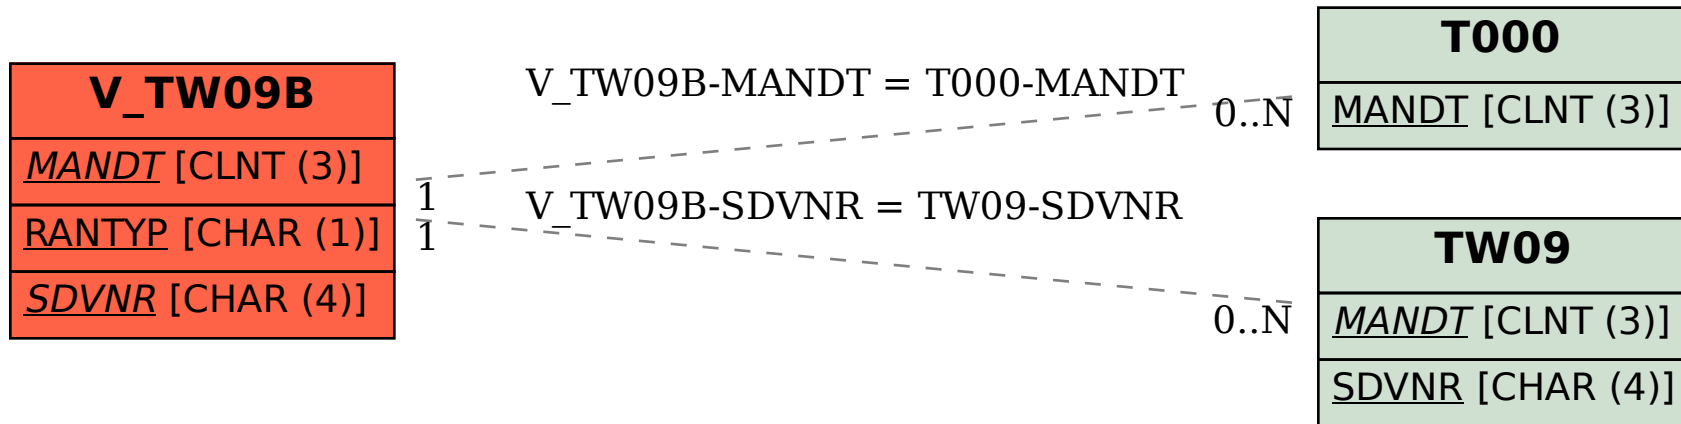 V_TW09B
MANDT [CLNT (3)]
RANTYP [CHAR (1)]
SDVNR [CHAR (4)]
V_TW09B-MANDT = T000-MANDT
1
0..N
V_TW09B-SDVNR = TW09-SDVNR
1
0..N
T000
MANDT [CLNT (3)]
TW09
MANDT [CLNT (3)]
SDVNR [CHAR (4)]